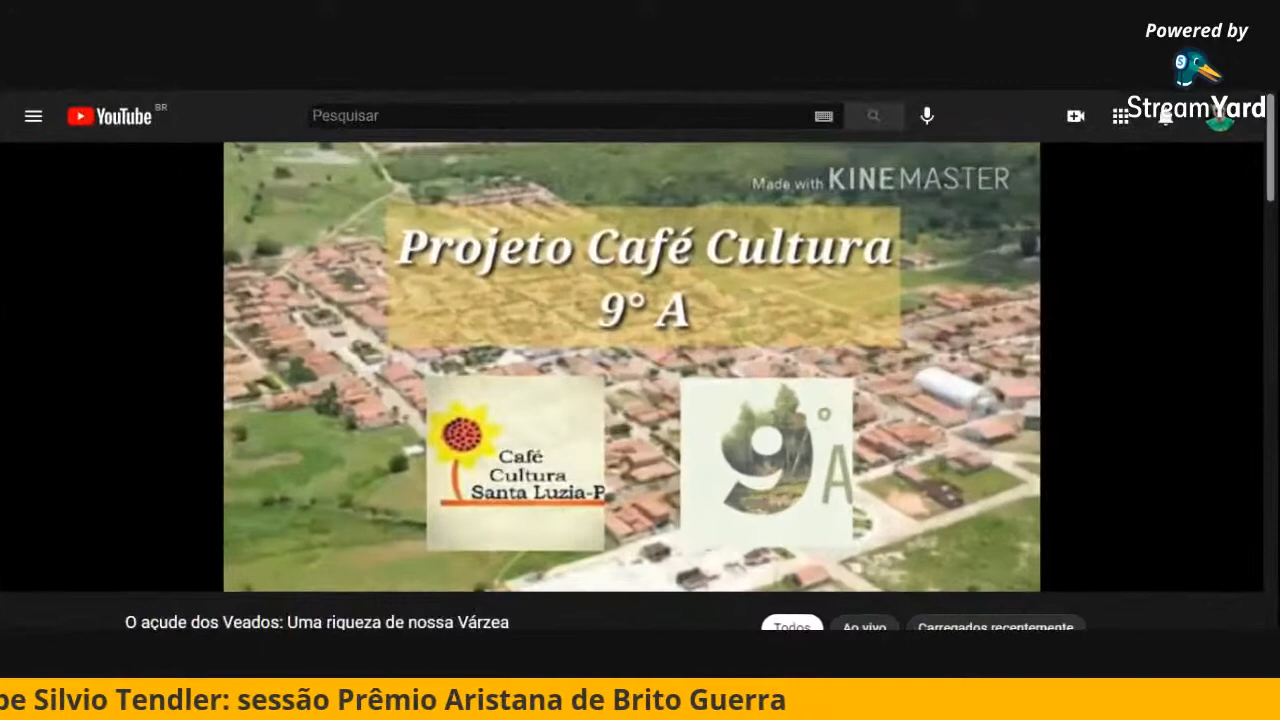 Powered by
StreamYard
YouTube BR
Pesquisar
Made with KINEMASTER
Projeto Café Cultura
9° A
Café
Cultura
Santa Luzia-P
9° A
O açude dos Veados: Uma riqueza de nossa Várzea
Todos
Ao vivo
Carregados recentemente
be Silvio Tendler: sessão Prêmio Aristana de Brito Guerra